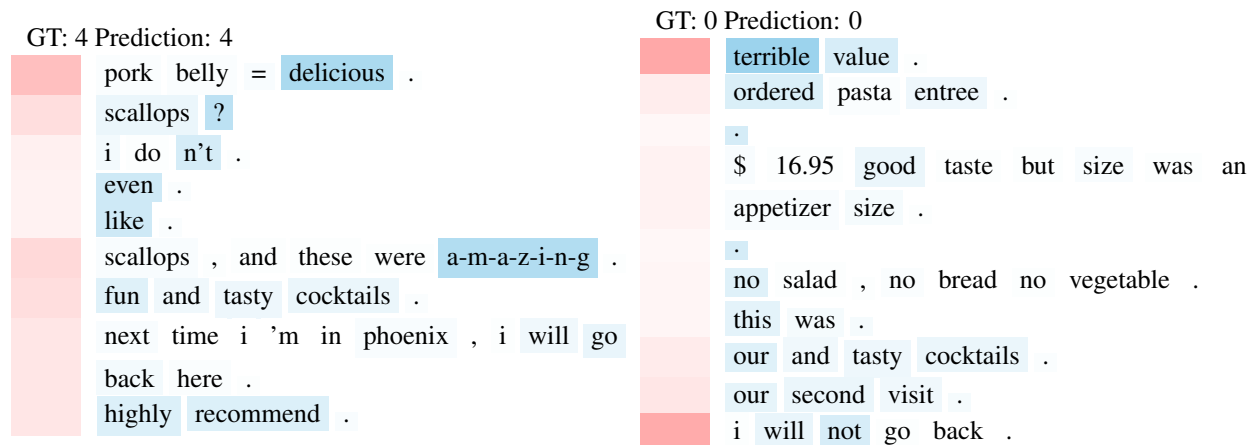 GT: 4 Prediction: 4
pork belly = delicious .
scallops ?
i do n't .
even .
like .
scallops , and these were a-m-a-z-i-n-g .
fun and tasty cocktails .
next time i 'm in phoenix , i will go
back here .
highly recommend .
GT: 0 Prediction: 0
terrible value .
ordered pasta entree .
.
$ 16.95 good taste but size was an
appetizer size .
.
no salad , no bread no vegetable .
this was .
our and tasty cocktails .
our second visit .
i will not go back .